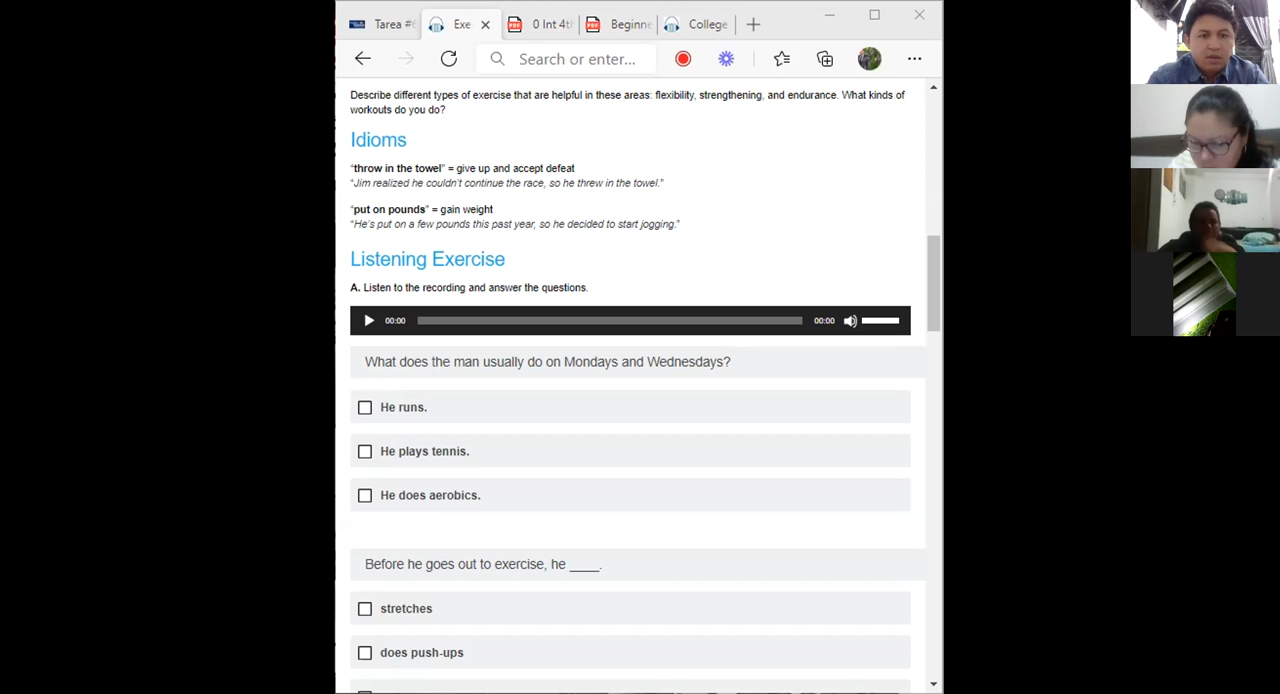 Tarea #6
Exe
0 Int 4th
Beginne
College
Search or enter...
Describe different types of exercise that are helpful in these areas: flexibility, strengthening, and endurance. What kinds of
workouts do you do?
Idioms
“throw in the towel” = give up and accept defeat
“Jim realized he couldn’t continue the race, so he threw in the towel.”
“put on pounds” = gain weight
“He’s put on a few pounds this past year, so he decided to start jogging.”
Listening Exercise
A. Listen to the recording and answer the questions.
00:00 00:00
What does the man usually do on Mondays and Wednesdays?
He runs.
He plays tennis.
He does aerobics.
Before he goes out to exercise, he ____.
stretches
does push-ups